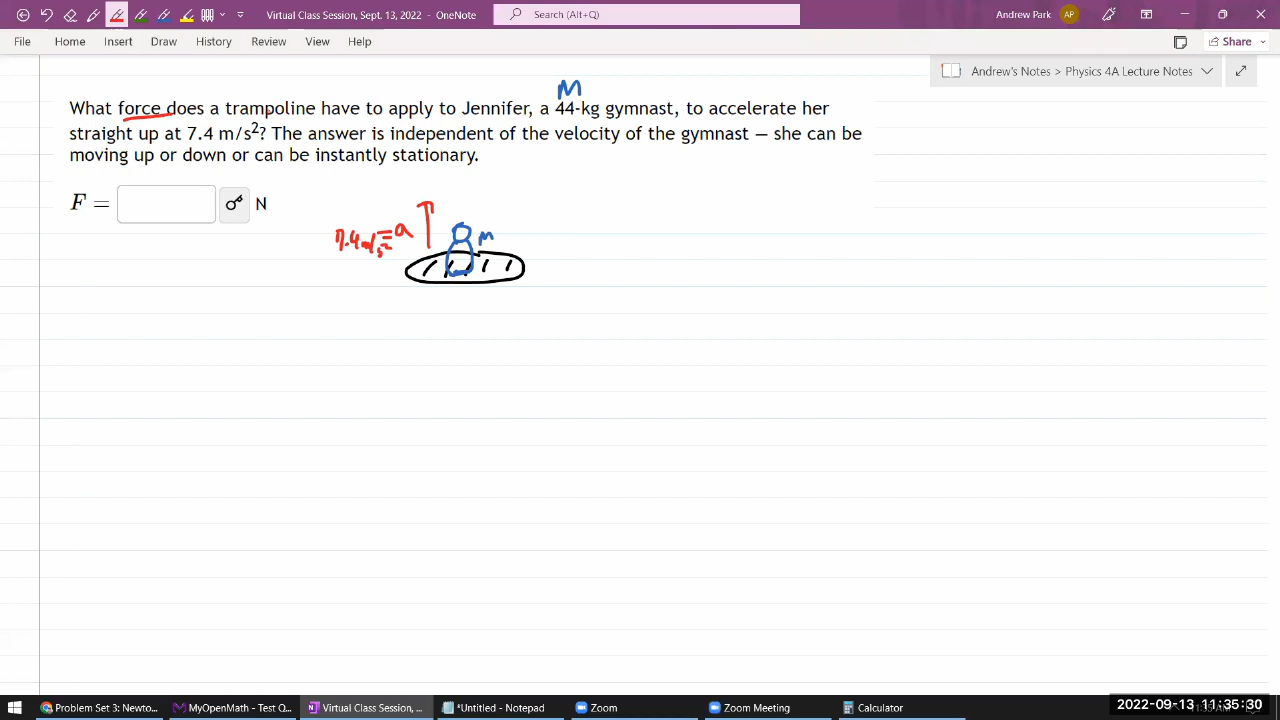 Virtual Class Session, Sept. 13, 2022 - OneNote
Search (Alt+Q)
Andrew Park
AP
File Home Insert Draw History Review View Help
Share
Andrew's Notes > Physics 4A Lecture Notes
M
What force does a trampoline have to apply to Jennifer, a 44-kg gymnast, to accelerate her
straight up at 7.4 m/s²? The answer is independent of the velocity of the gymnast — she can be
moving up or down or can be instantly stationary.
F = N
7.4 m/s² = a
M
Problem Set 3: Newto... MyOpenMath - Test Q... Virtual Class Session,... *Untitled - Notepad Zoom Zoom Meeting Calculator
2022-09-13 11:35:30